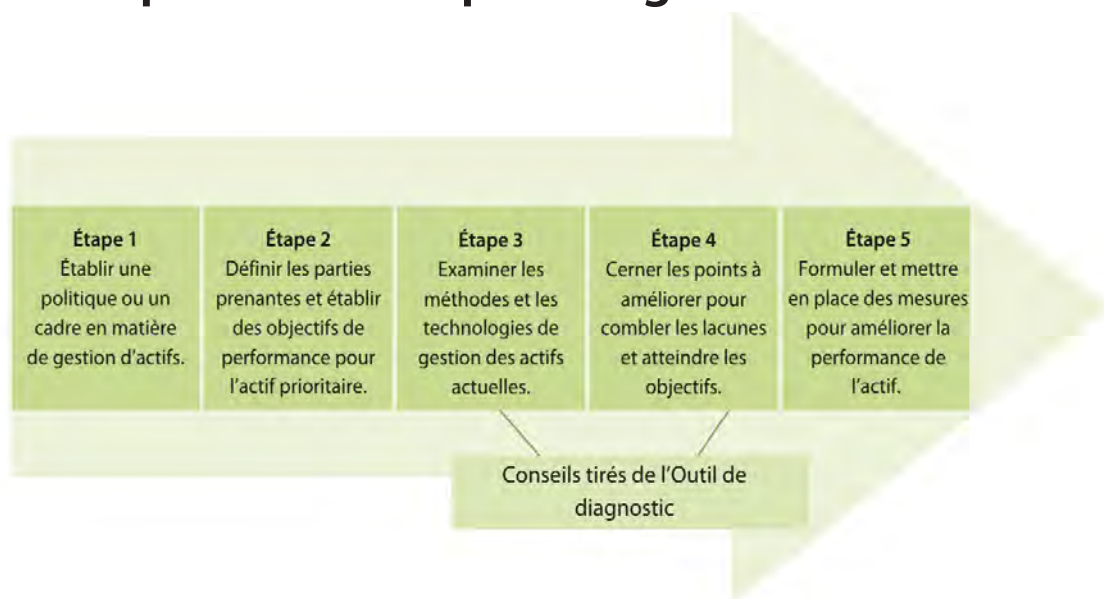 Étape 1
Établir une
politique ou un
cadre en matière
de gestion d'actifs.
Étape 2
Définir les parties
prenantes et établir
des objectifs de
performance pour
l'actif prioritaire.
Étape 3
Examiner les
méthodes et les
technologies de
gestion des actifs
actuelles.
Étape 4
Cerner les points à
améliorer pour
combler les lacunes
et atteindre les
objectifs.
Étape 5
Formuler et mettre
en place des mesures
pour améliorer la
performance de
l'actif.
Conseils tirés de l'Outil de
diagnostic